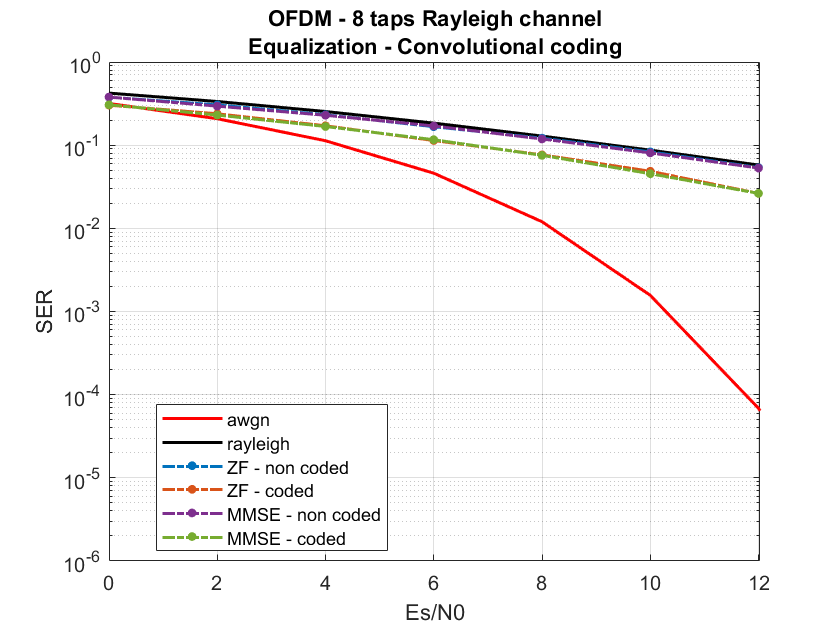 OFDM - 8 taps Rayleigh channel
Equalization - Convolutional coding
10^0
10^-1
10^-2
10^-3
10^-4
10^-5
10^-6
SER
awgn
rayleigh
ZF - non coded
ZF - coded
MMSE - non coded
MMSE - coded
0 2 4 6 8 10 12
Es/N0